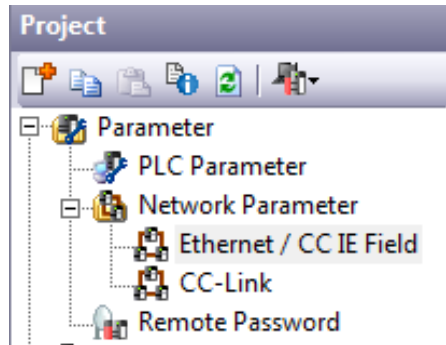 Project
Parameter
PLC Parameter
Network Parameter
Ethernet / CC IE Field
CC-Link
Remote Password